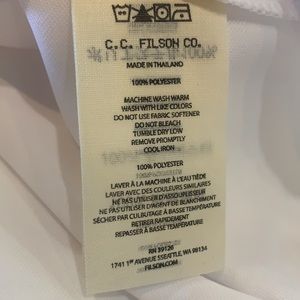 C.C. FILSON CO.
MADE IN THAILAND
100% POLYESTER
MACHINE WASH WARM
WASH WITH LIKE COLORS
DO NOT USE FABRIC SOFTENER
DO NOT BLEACH
TUMBLE DRY LOW
REMOVE PROMPTLY
COOL IRON
100% POLYESTER
LAVER À LA MACHINE À L'EAU TIÈDE
LAVER AVEC DES COULEURS SIMILAIRES
NE PAS UTILISER D'ASSOUPLISSEUR
NE PAS UTILISER D'AGENT DE BLANCHIMENT
SÉCHER PAR CULBUTAGE À BASSE TEMPÉRATURE
RETIRER RAPIDEMENT
REPASSER À BASSE TEMPÉRATURE
RN 39126
1741 1ST AVENUE SSEATTLE, WA 98134
FILSON.COM